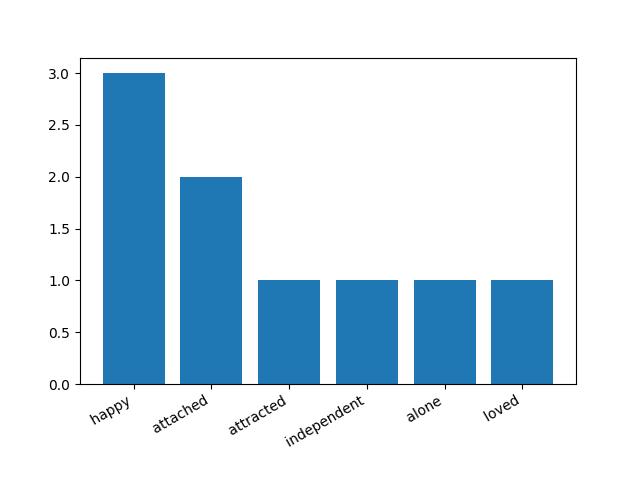 3.0
2.5
2.0
1.5
1.0
0.5
0.0
happy
attached
attracted
independent
alone
loved